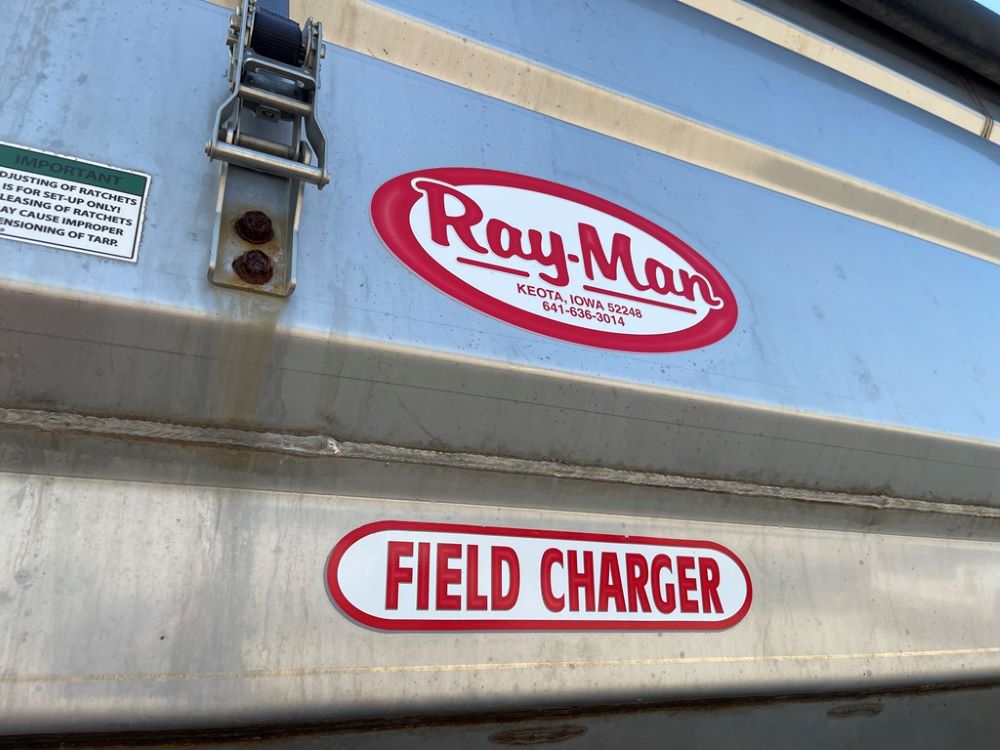 IMPORTANT
DJUSTING OF RATCHETS
IS FOR SET-UP ONLY!
LEASING OF RATCHETS
AY CAUSE IMPROPER
ENSIONING OF TARP.
Ray-Man
KEOTA, IOWA 52248
641-636-3014
FIELD CHARGER